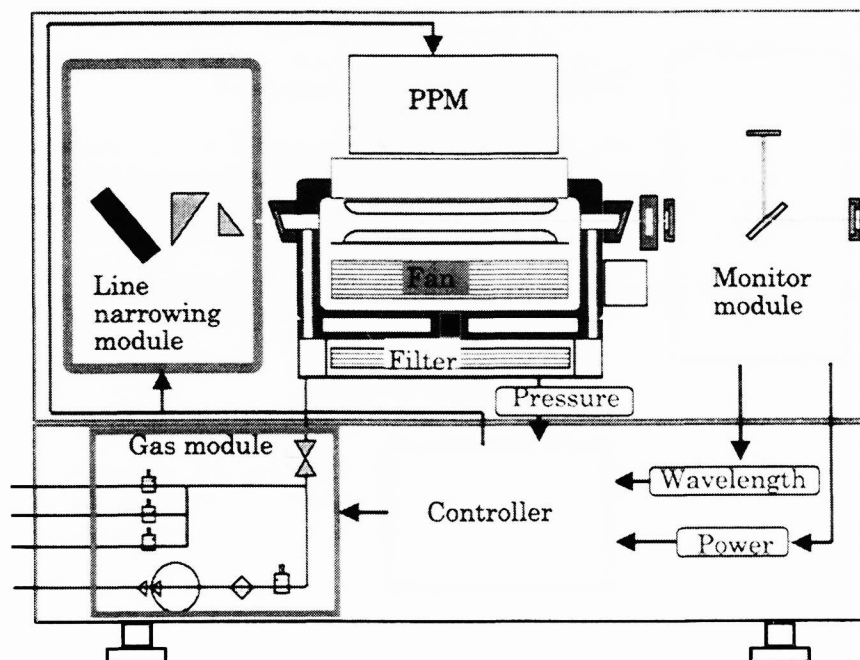 PPM
Fan
Line
narrowing
module
Monitor
module
Filter
Pressure
Gas module
Controller
Wavelength
Power